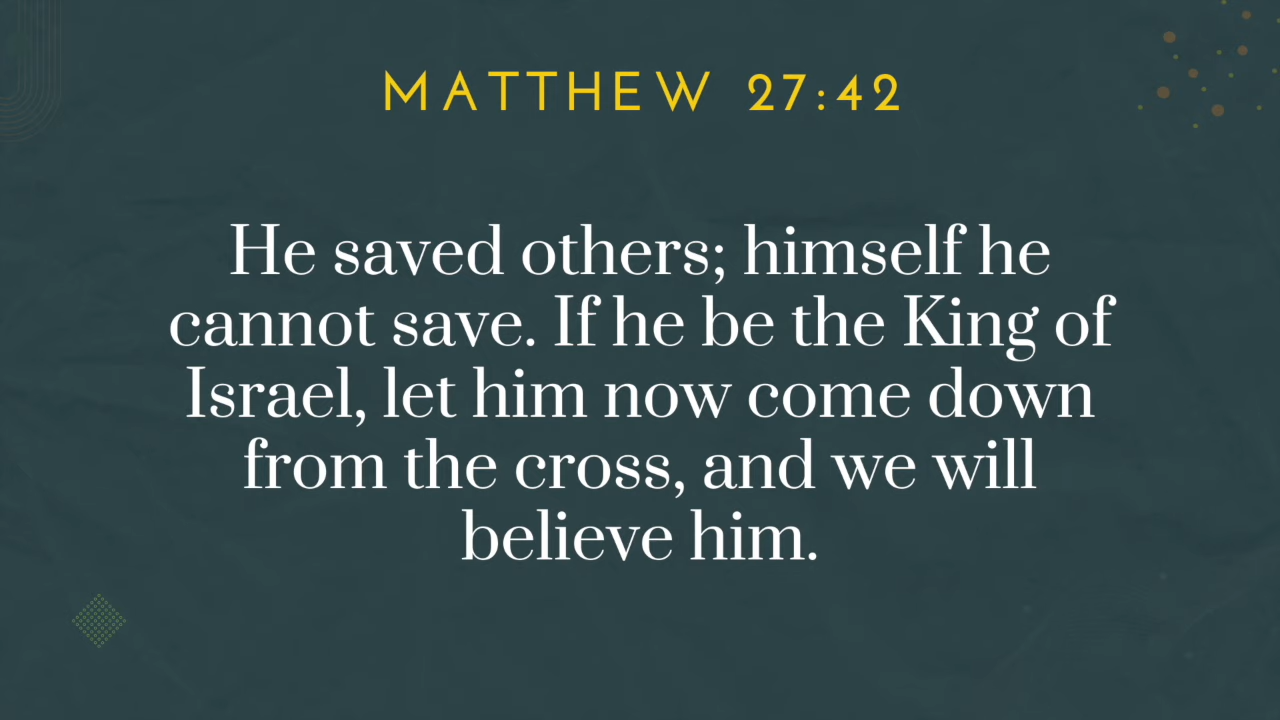 MATTHEW 27:42
He saved others; himself he
cannot save. If he be the King of
Israel, let him now come down
from the cross, and we will
believe him.